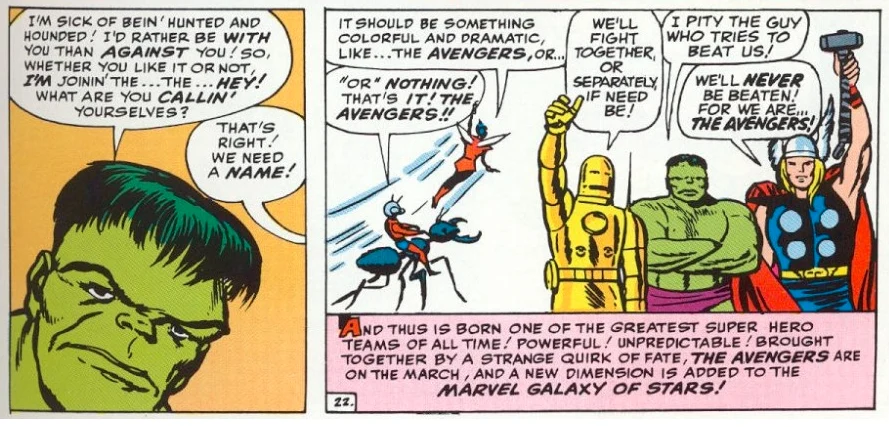 I'M SICK OF BEIN' HUNTED AND
HOUNDED! I'D RATHER BE WITH
YOU THAN AGAINST YOU! SO,
WHETHER YOU LIKE IT OR NOT,
I'M JOININ' THE...THE...HEY!
WHAT ARE YOU CALLIN'
YOURSELVES?
THAT'S
RIGHT!
WE NEED
A NAME!
IT SHOULD BE SOMETHING
COLORFUL AND DRAMATIC,
LIKE...THE AVENGERS, OR...
"OR" NOTHING!
THAT'S IT! THE
AVENGERS!!
WE'LL
FIGHT
TOGETHER,
OR
SEPARATELY,
IF NEED
BE!
I PITY THE GUY
WHO TRIES TO
BEAT US!
WE'LL NEVER
BE BEATEN!
FOR WE ARE...
THE AVENGERS!
AND THUS IS BORN ONE OF THE GREATEST SUPER HERO
TEAMS OF ALL TIME! POWERFUL! UNPREDICTABLE! BROUGHT
TOGETHER BY A STRANGE QUIRK OF FATE, THE AVENGERS ARE
ON THE MARCH, AND A NEW DIMENSION IS ADDED TO THE
MARVEL GALAXY OF STARS!
22.